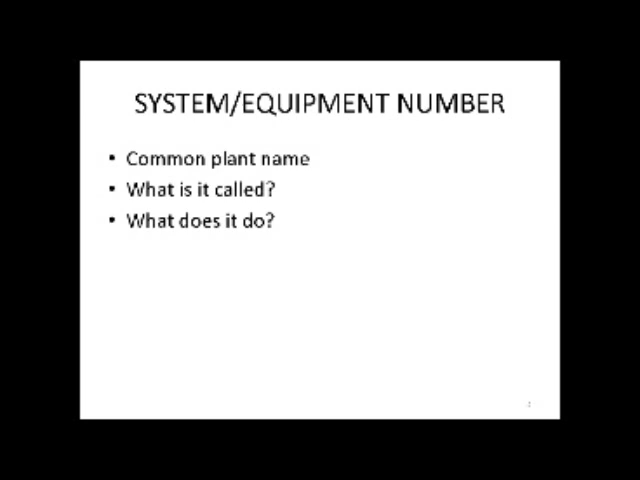 SYSTEM/EQUIPMENT NUMBER
• Common plant name
• What is it called?
• What does it do?